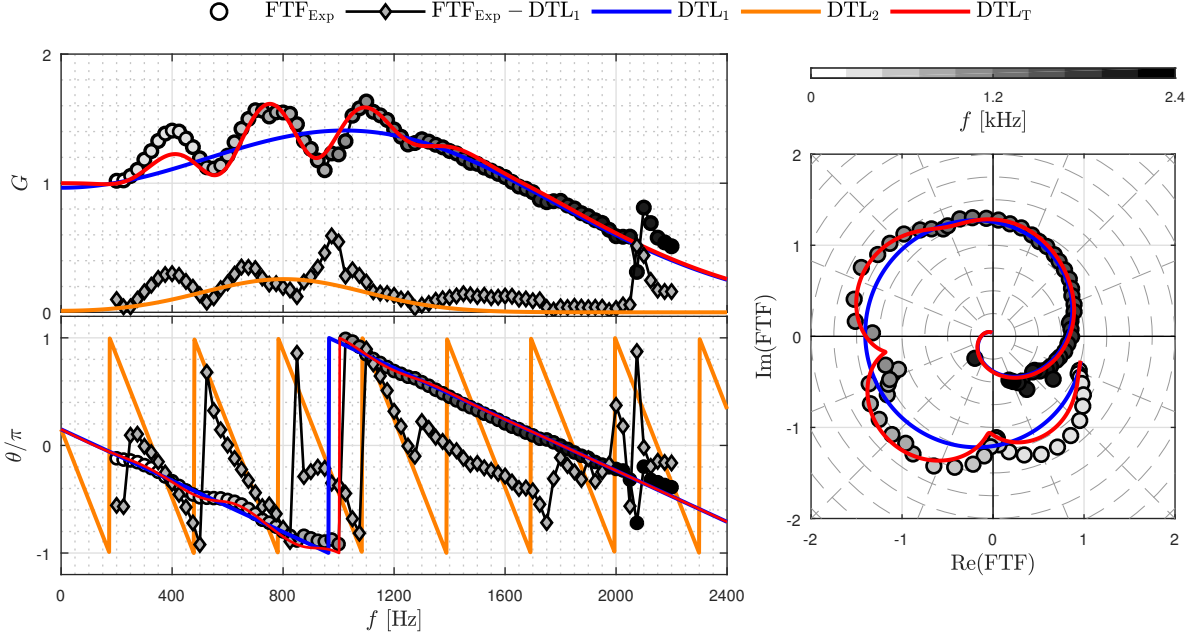 FTF_Exp FTF_Exp − DTL_1 DTL_1 DTL_2 DTL_T
2
1
0
G
1
0
-1
θ/π
0 400 800 1200 1600 2000 2400
f [Hz]
0 1.2 2.4
f [kHz]
2
1
0
-1
-2
Im(FTF)
-2 -1 0 1 2
Re(FTF)